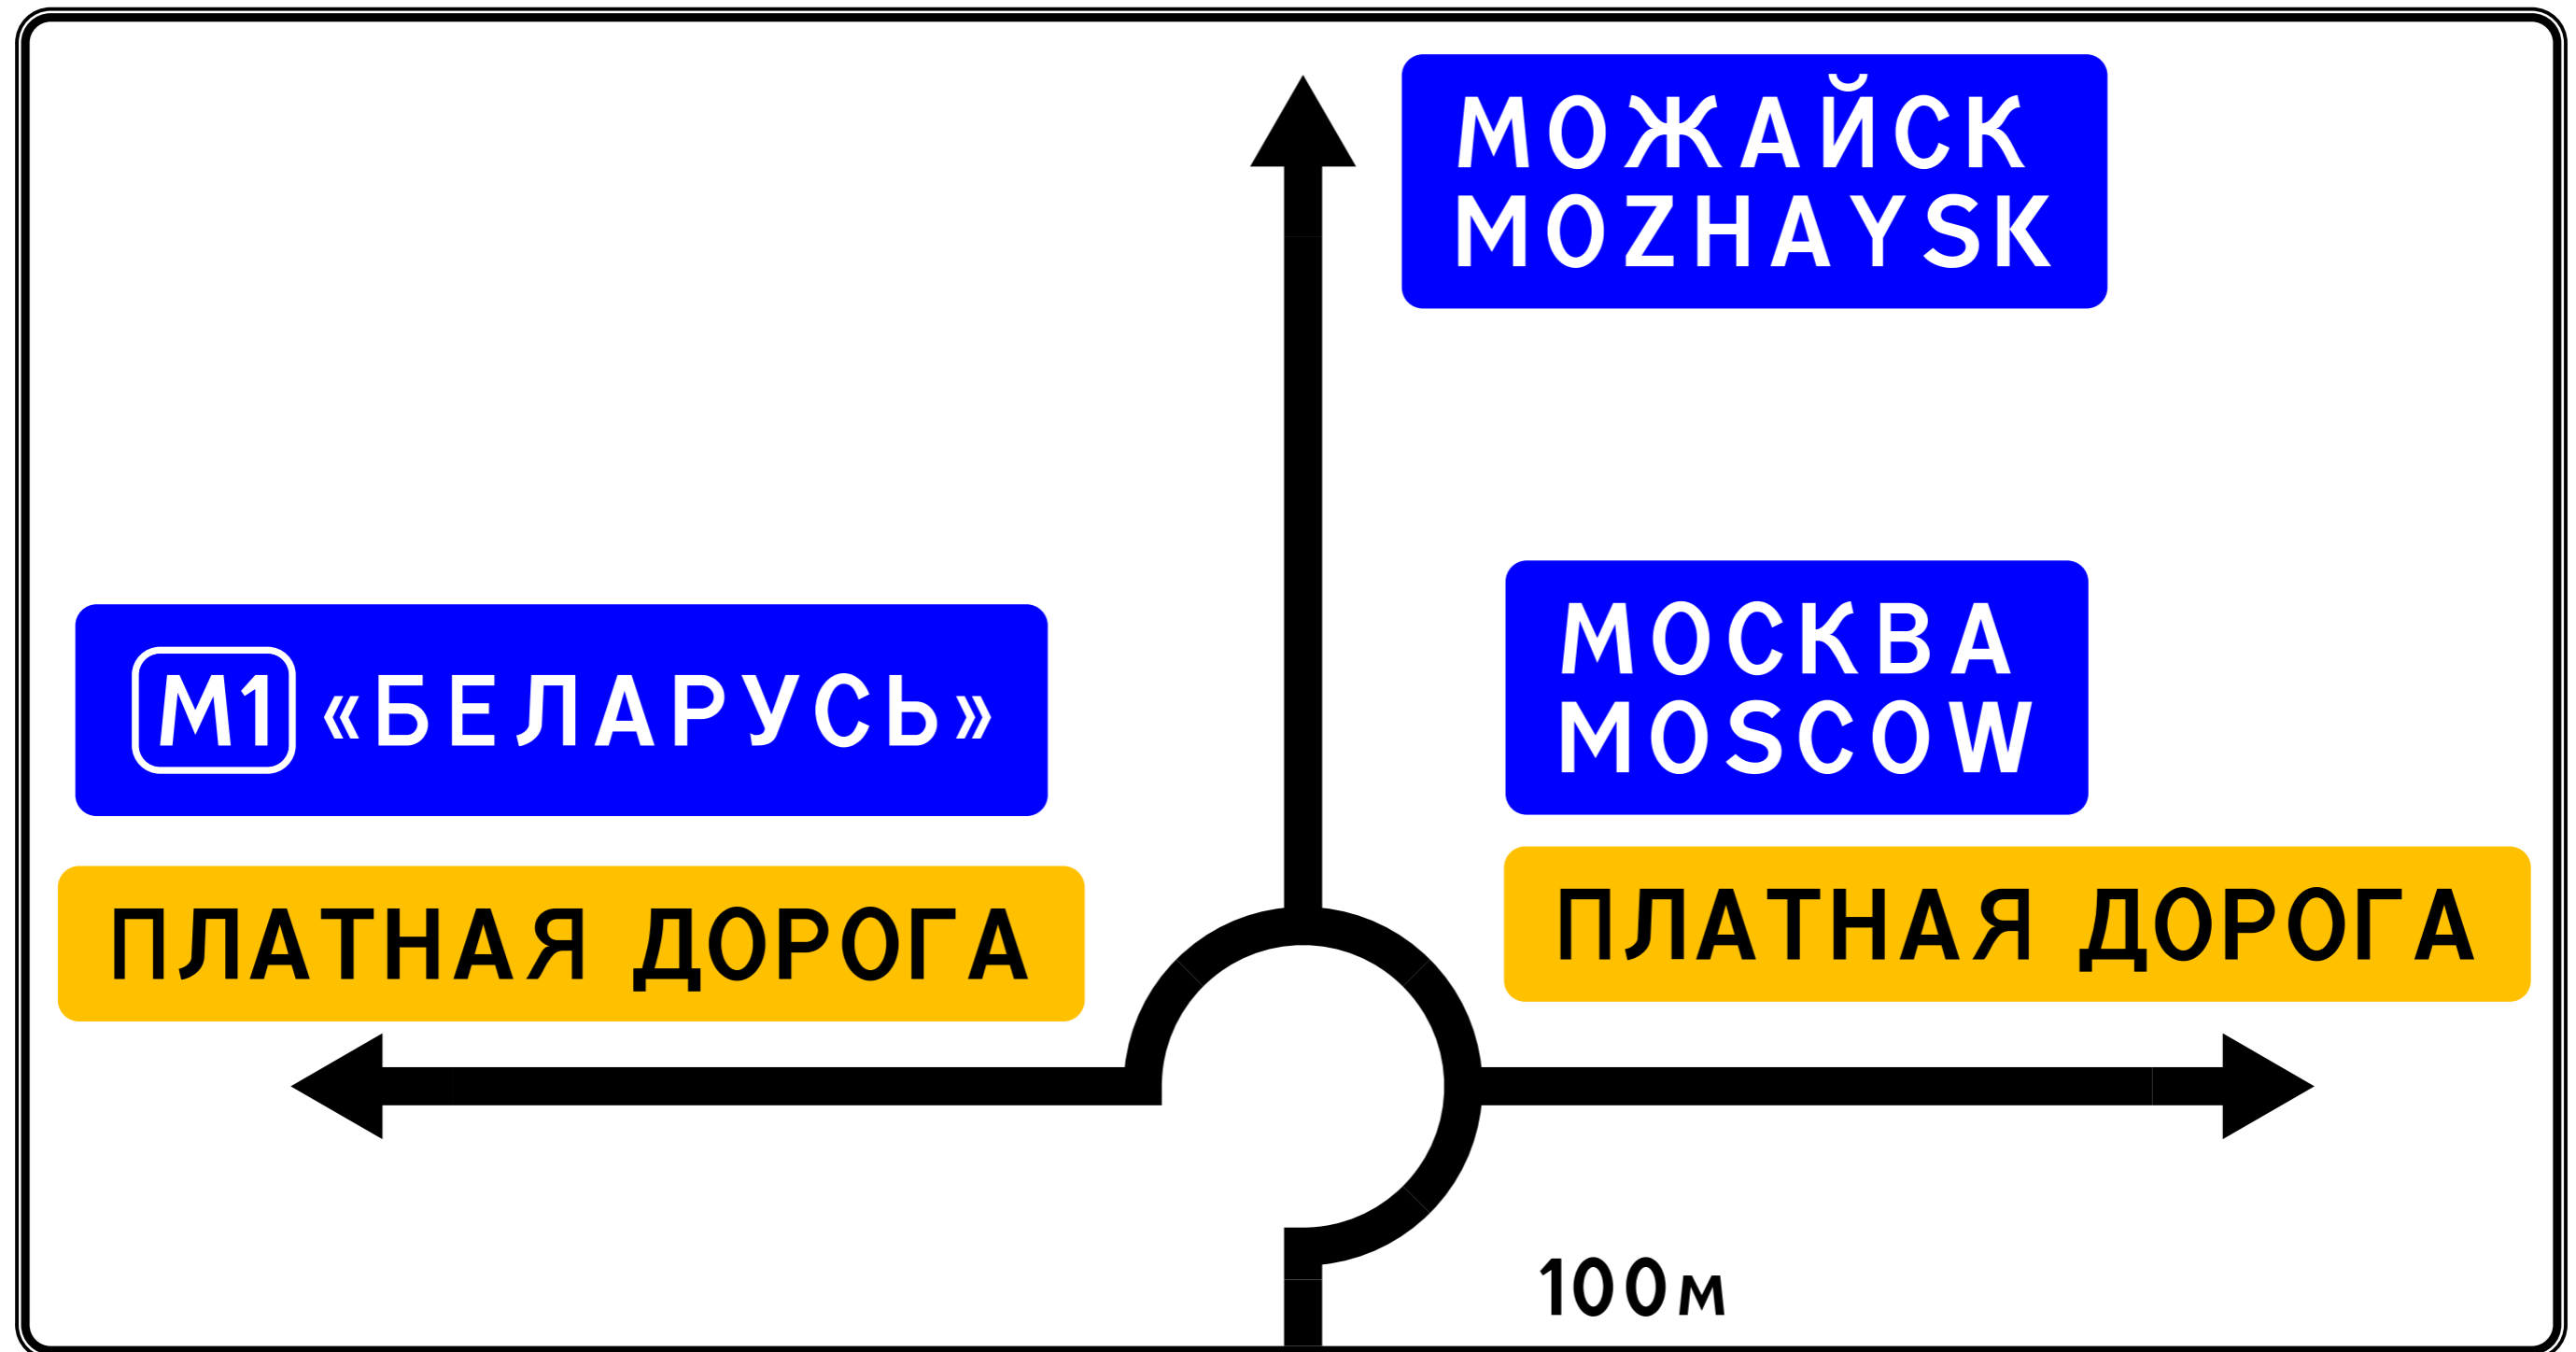 МОЖАЙСК
MOZHAYSK
М1 «БЕЛАРУСЬ»
ПЛАТНАЯ ДОРОГА
МОСКВА
MOSCOW
ПЛАТНАЯ ДОРОГА
100м